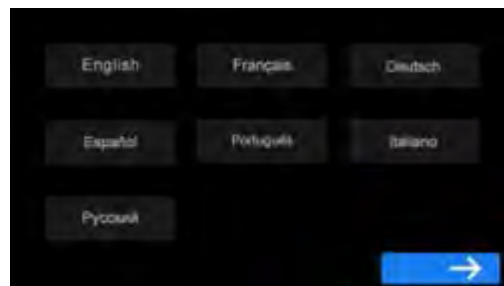 English
Français
Deutsch
Español
Português
Italiano
Русский